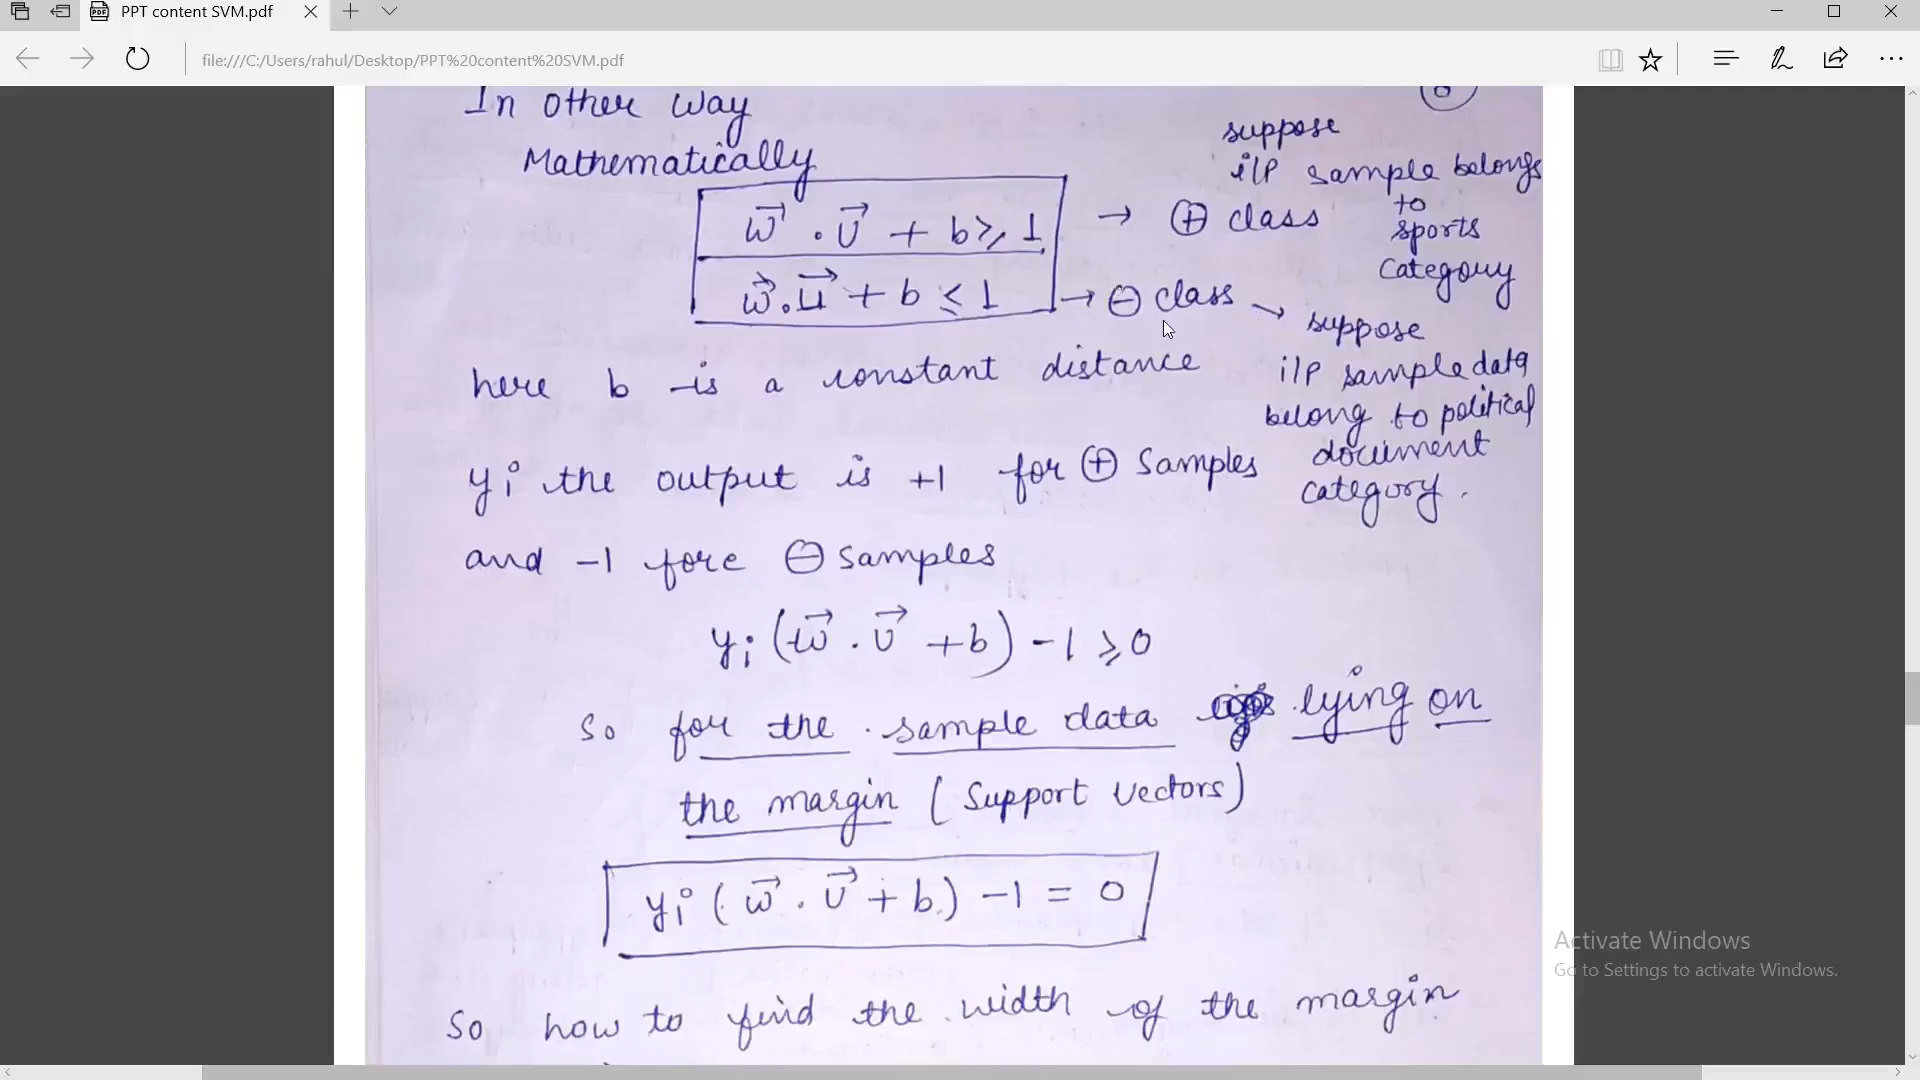 PPT content SVM.pdf
file:///C:/Users/rahul/Desktop/PPT%20content%20SVM.pdf
In other way
Mathematically
w⃗ . v⃗ + b ≥ 1 → ⊕ class
suppose
i/p sample belongs
to
sports
category
w⃗ . u⃗ + b ≤ 1 → ⊖ class →
suppose
i/p sample data
belong to political
document
category.
here b is a constant distance
yi the output is +1 for ⊕ samples
and -1 fore ⊖ samples
yi (w⃗ . v⃗ + b) - 1 ≥ 0
So for the sample data lying on
the margin (Support vectors)
yi (w⃗ . v⃗ + b) - 1 = 0
So how to find the width of the margin
Activate Windows
Go to Settings to activate Windows.